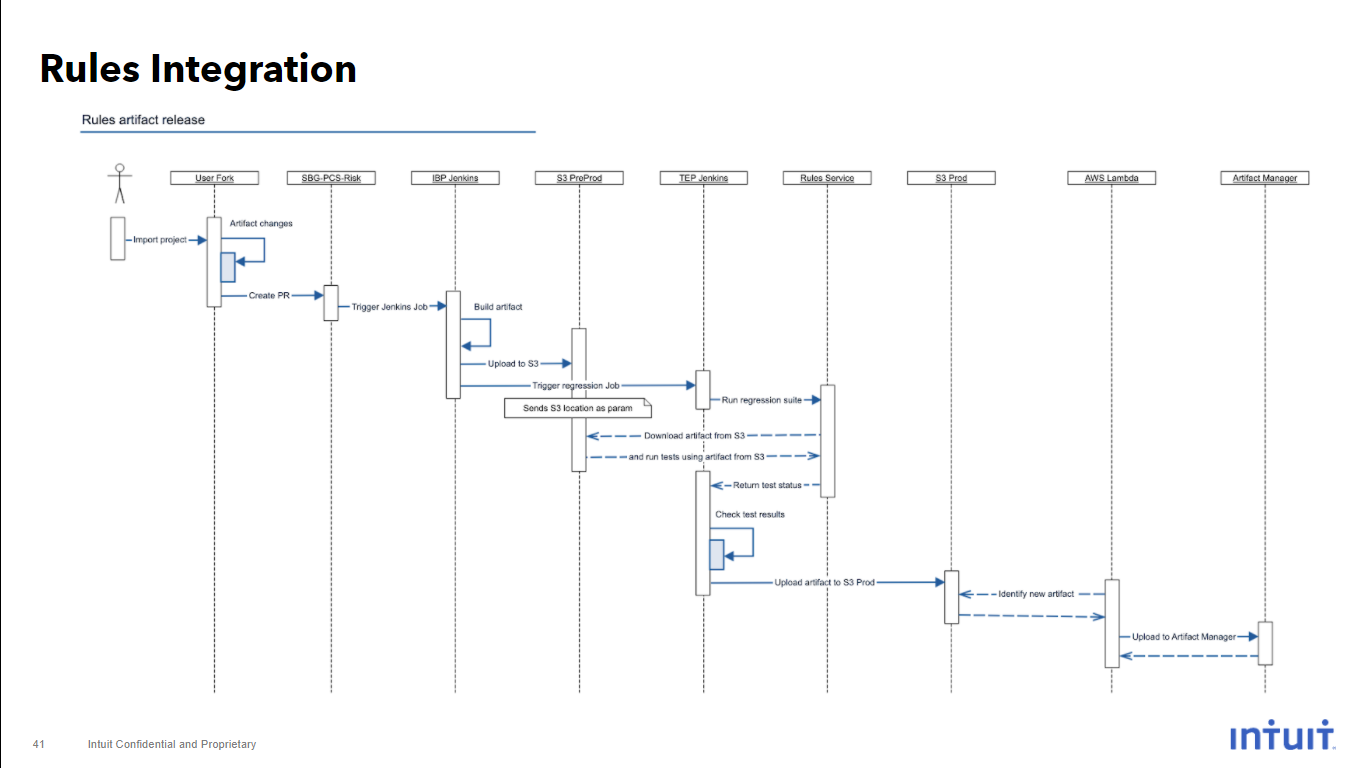 Rules Integration
Rules artifact release
User Fork
SBG-PCS-Risk
IBP Jenkins
S3 PreProd
TEP Jenkins
Rules Service
S3 Prod
AWS Lambda
Artifact Manager
Artifact changes
Import project
Create PR
Trigger Jenkins Job
Build artifact
Upload to S3
Trigger regression Job
Run regression suite
Sends S3 location as param
Download artifact from S3
and run tests using artifact from S3
Return test status
Check test results
Upload artifact to S3 Prod
Identify new artifact
Upload to Artifact Manager
41
Intuit Confidential and Proprietary
INTUIT